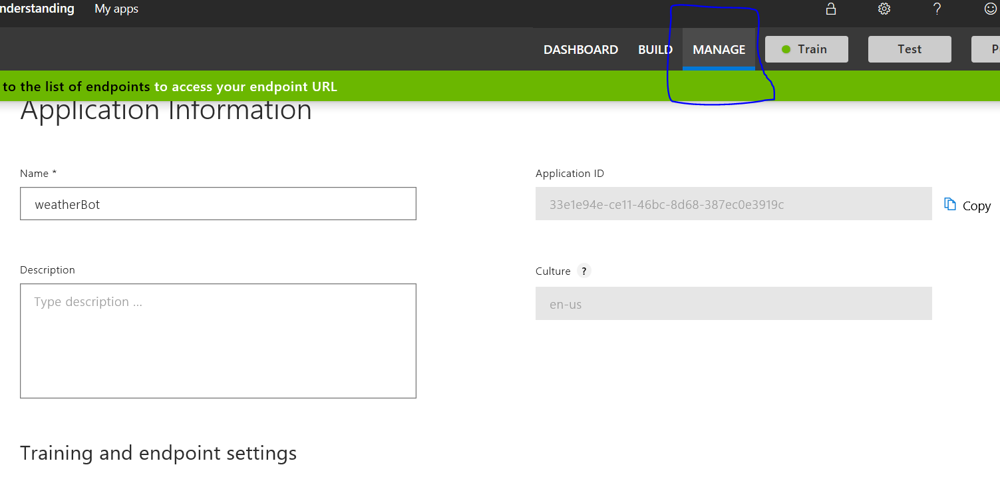 nderstanding My apps ?
DASHBOARD BUILD MANAGE Train Test P
to the list of endpoints to access your endpoint URL
Application Information
Name * Application ID
weatherBot 33e1e94e-ce11-46bc-8d68-387ec0e3919c Copy
Description Culture ?
Type description ... en-us
Training and endpoint settings